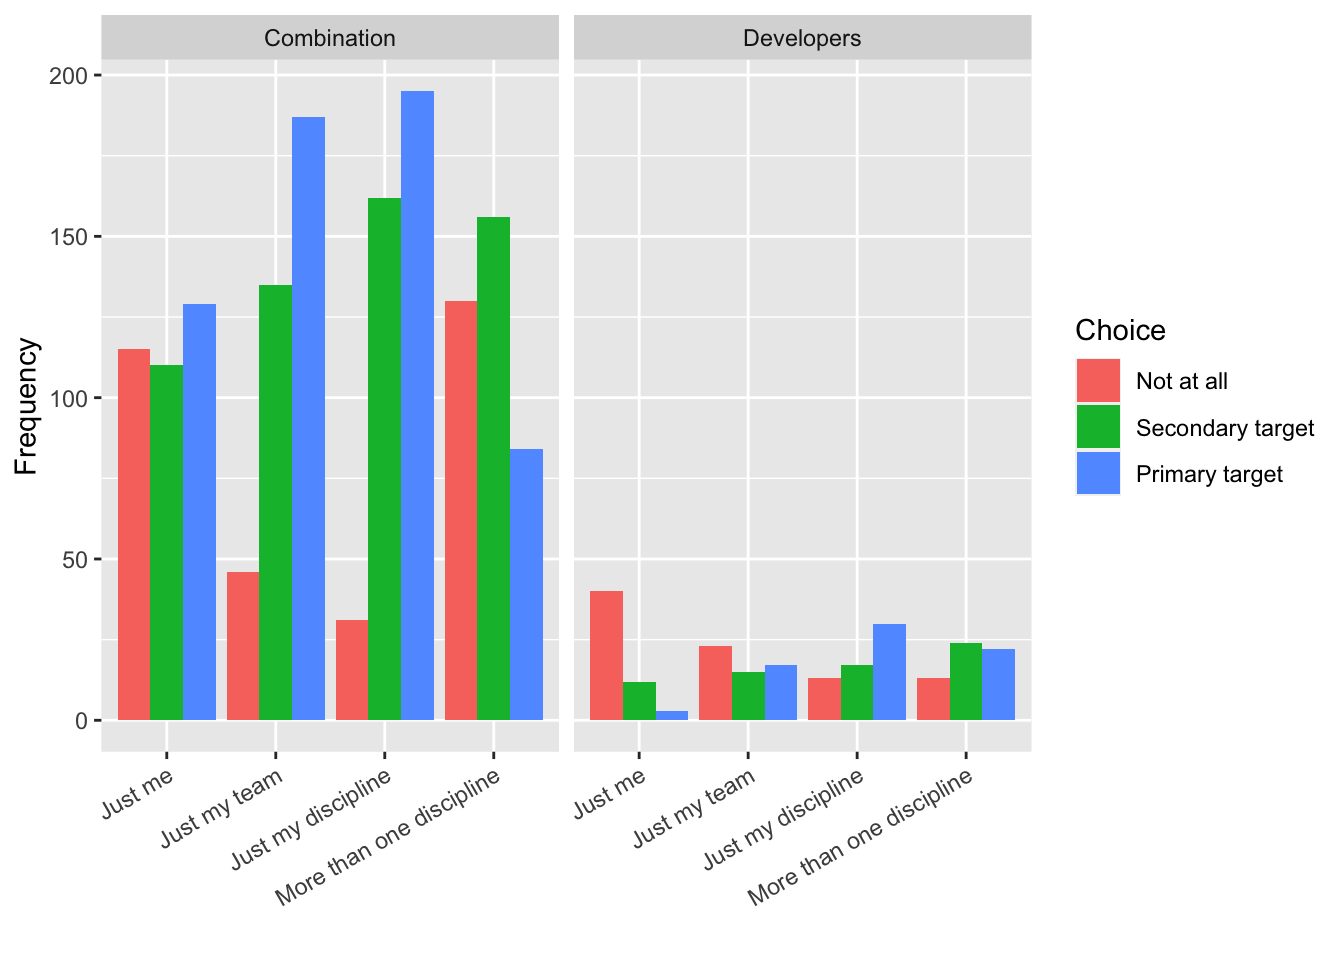 Combination
Developers
Frequency
200
150
100
50
0
Just me
Just my team
Just my discipline
More than one discipline
Just me
Just my team
Just my discipline
More than one discipline
Choice
Not at all
Secondary target
Primary target